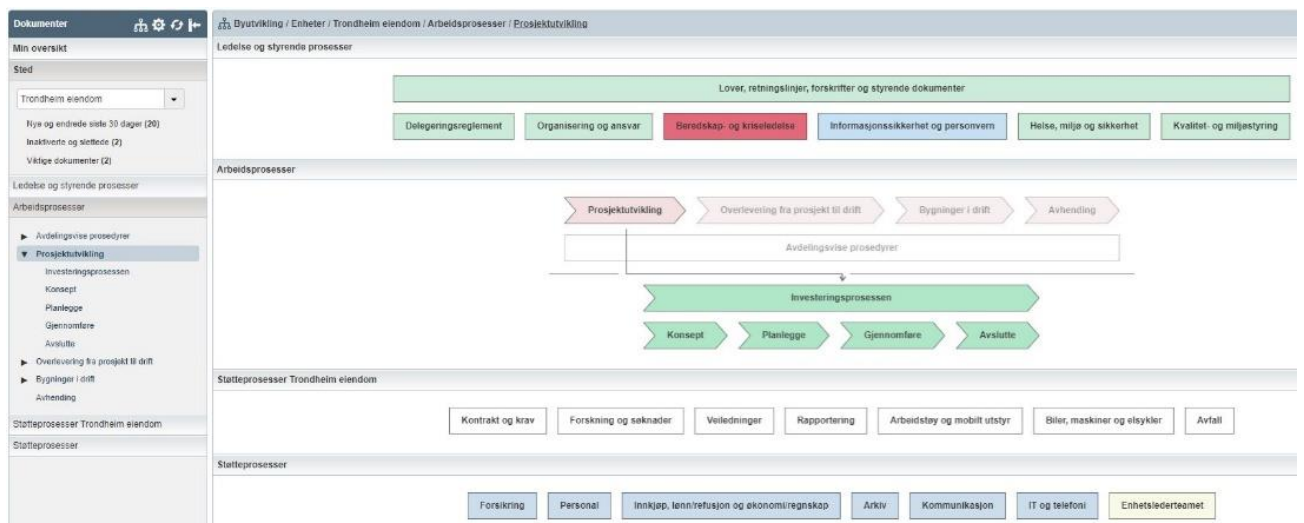 Dokumenter
Min oversikt
Sted
Trondheim eiendom
Nye og endrede siste 30 dager (20)
Inaktiverte og slettede (2)
Viktige dokumenter (2)
Ledelse og styrende prosesser
Arbeidsprosesser
Avdelingsvise prosedyrer
Prosjektutvikling
Investeringsprosessen
Konsept
Planlegge
Gjennomføre
Avslutte
Overlevering fra prosjekt til drift
Bygninger i drift
Avhending
Støtteprosesser Trondheim eiendom
Støtteprosesser
Byutvikling / Enheter / Trondheim eiendom / Arbeidsprosesser / Prosjektutvikling
Ledelse og styrende prosesser
Lover, retningslinjer, forskrifter og styrende dokumenter
Delegeringsreglement Organisering og ansvar Beredskap- og kriseledelse Informasjonssikkerhet og personvern Helse, miljø og sikkerhet Kvalitet- og miljøstyring
Arbeidsprosesser
Prosjektutvikling Overlevering fra prosjekt til drift Bygninger i drift Avhending
Avdelingsvise prosedyrer
Investeringsprosessen
Konsept Planlegge Gjennomføre Avslutte
Støtteprosesser Trondheim eiendom
Kontrakt og krav Forskning og søknader Veiledninger Rapportering Arbeidstøy og mobilt utstyr Biler, maskiner og elsykler Avfall
Støtteprosesser
Forsikring Personal Innkjøp, lønn/refusjon og økonomi/regnskap Arkiv Kommunikasjon IT og telefoni Enhetslederteamet